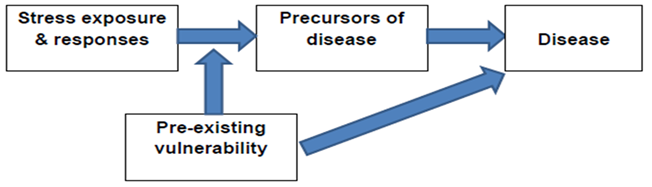 Stress exposure
& responses
Precursors of
disease
Disease
Pre-existing
vulnerability